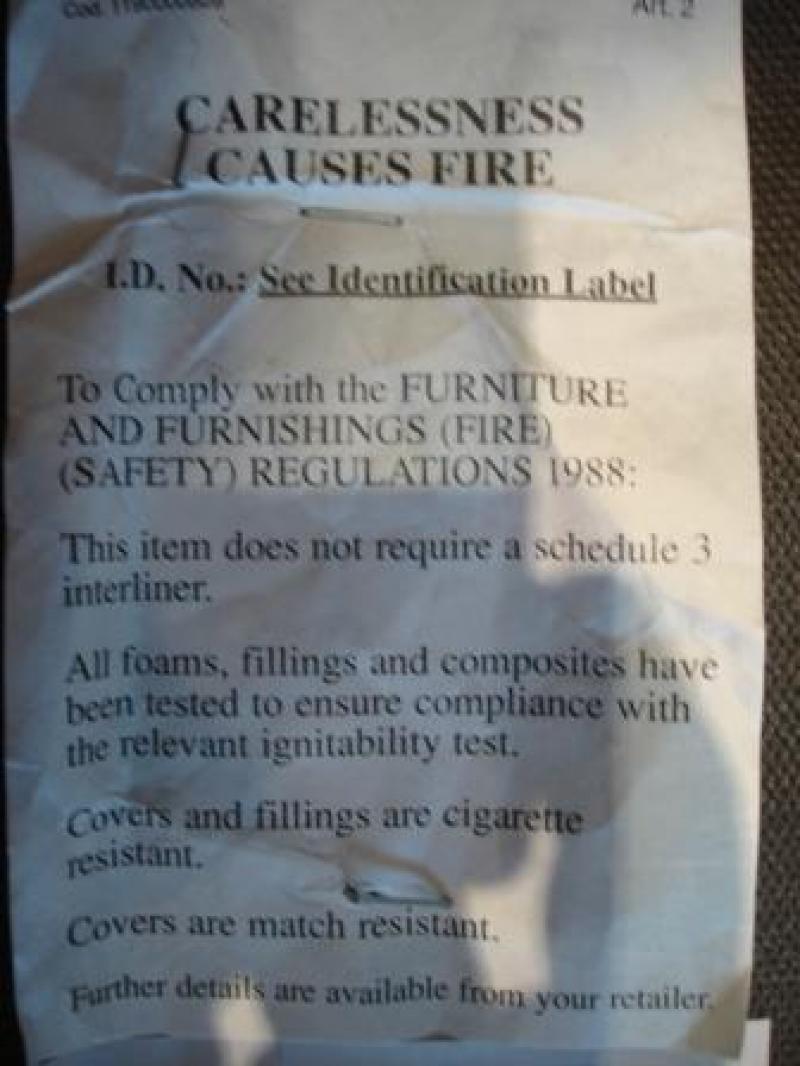 Art. 2
CARELESSNESS
CAUSES FIRE
I.D. No.: See Identification Label
To Comply with the FURNITURE
AND FURNISHINGS (FIRE)
(SAFETY) REGULATIONS 1988:
This item does not require a schedule 3
interliner.
All foams, fillings and composites have
been tested to ensure compliance with
the relevant ignitability test.
Covers and fillings are cigarette
resistant.
Covers are match resistant.
Further details are available from your retailer.